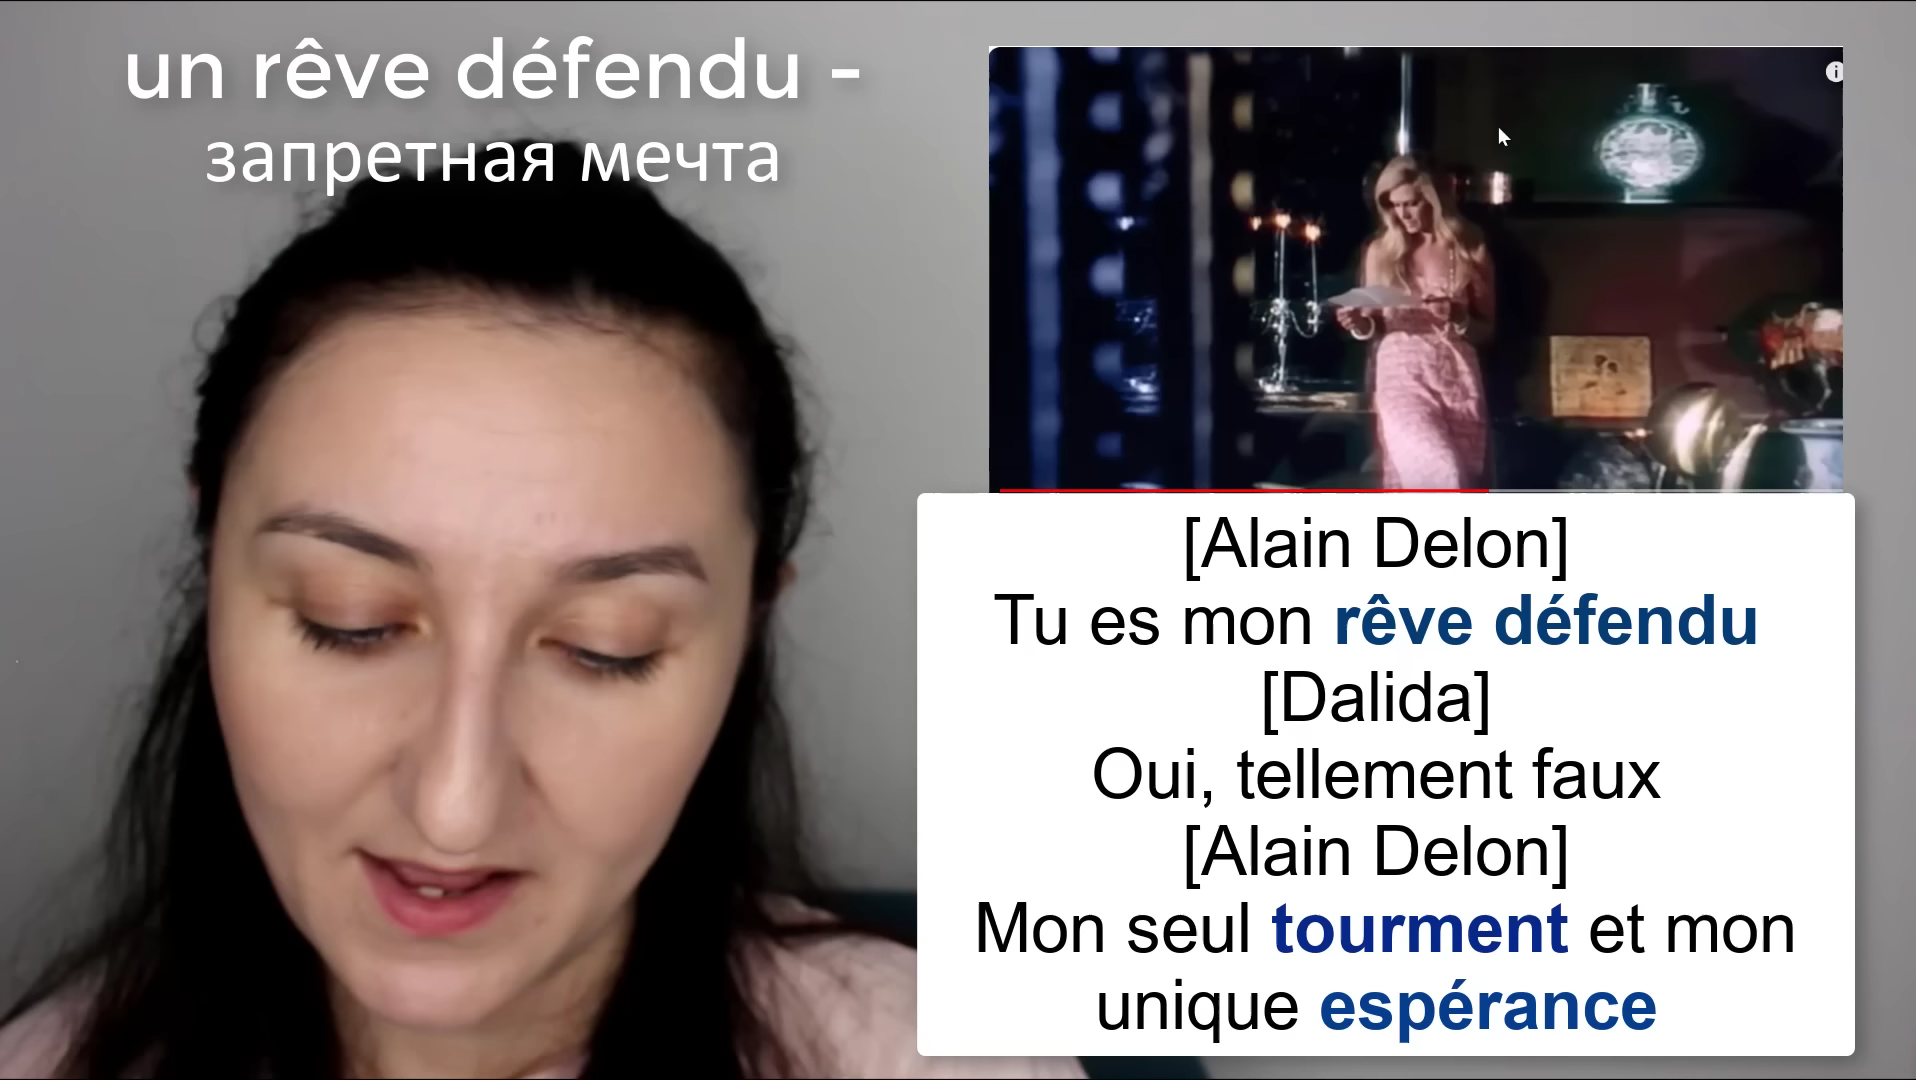 un rêve défendu -
запретная мечта
[Alain Delon]
Tu es mon rêve défendu
[Dalida]
Oui, tellement faux
[Alain Delon]
Mon seul tourment et mon
unique espérance